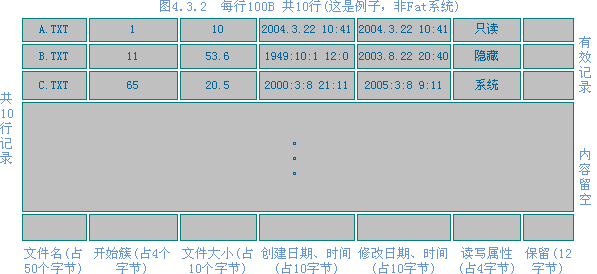 图4.3.2 每行100B 共10行(这是例子，非Fat系统)
A.TXT 1 10 2004.3.22 10:41 2004.3.22 10:41 只读
B.TXT 11 53.6 1949:10:1 12:0 2003.8.22 20:40 隐藏
C.TXT 65 20.5 2000:3:8 21:11 2005:3:8 9:11 系统
有效记录
共10行记录
内容留空
文件名(占50个字节)
开始簇(占4个字节)
文件大小(占10个字节)
创建日期、时间(占10字节)
修改日期、时间(占10字节)
读写属性(占4字节)
保留(12字节)